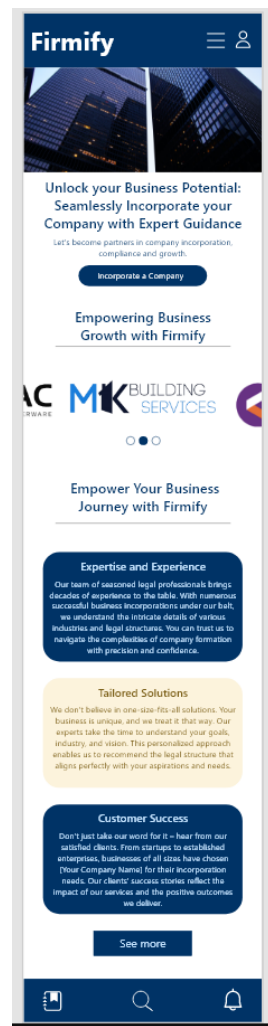 Firmify
Unlock your Business Potential:
Seamlessly Incorporate your
Company with Expert Guidance
Let's become partners in company incorporation,
compliance and growth.
Incorporate a Company
Empowering Business
Growth with Firmify
AC
ERWARE
MK BUILDING
SERVICES
Empower Your Business
Journey with Firmify
Expertise and Experience
Our team of seasoned legal professionals brings
decades of experience to the table. With numerous
successful business incorporations under our belt,
we understand the intricate details of various
industries and legal structures. You can trust us to
navigate the complexities of company formation
with precision and confidence.
Tailored Solutions
We don't believe in one-size-fits-all solutions. Your
business is unique, and we treat it that way. Our
experts take the time to understand your goals,
industry, and vision. This personalized approach
enables us to recommend the legal structure that
aligns perfectly with your aspirations and needs.
Customer Success
Don't just take our word for it – hear from our
satisfied clients. From startups to established
enterprises, businesses of all sizes have chosen
[Your Company Name] for their incorporation
needs. Our clients' success stories reflect the
impact of our services and the positive outcomes
we deliver.
See more